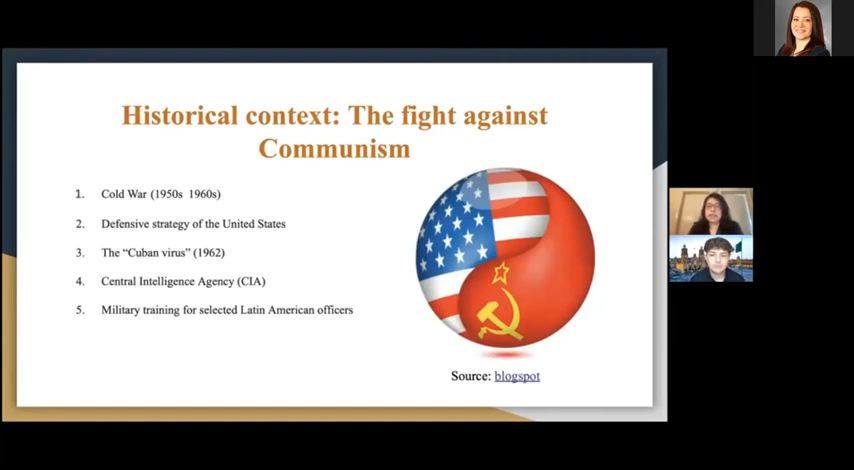 Historical context: The fight against
Communism
1. Cold War (1950s 1960s)
2. Defensive strategy of the United States
3. The “Cuban virus” (1962)
4. Central Intelligence Agency (CIA)
5. Military training for selected Latin American officers
Source: blogspot